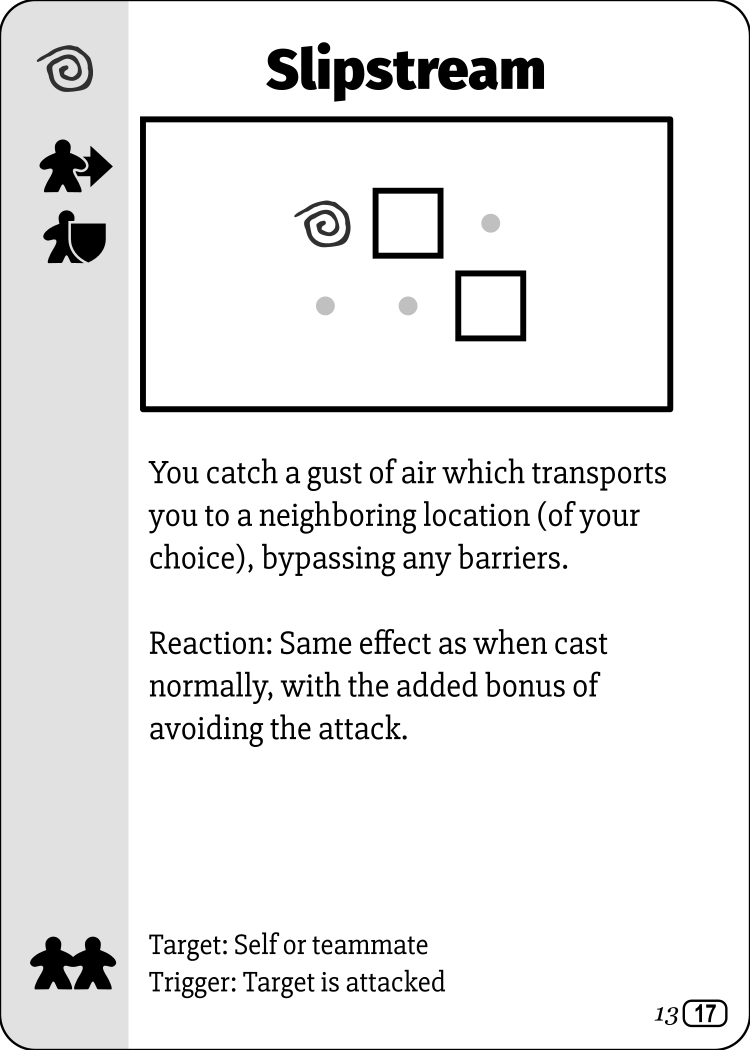 Slipstream
You catch a gust of air which transports
you to a neighboring location (of your
choice), bypassing any barriers.
Reaction: Same effect as when cast
normally, with the added bonus of
avoiding the attack.
Target: Self or teammate
Trigger: Target is attacked
13 17